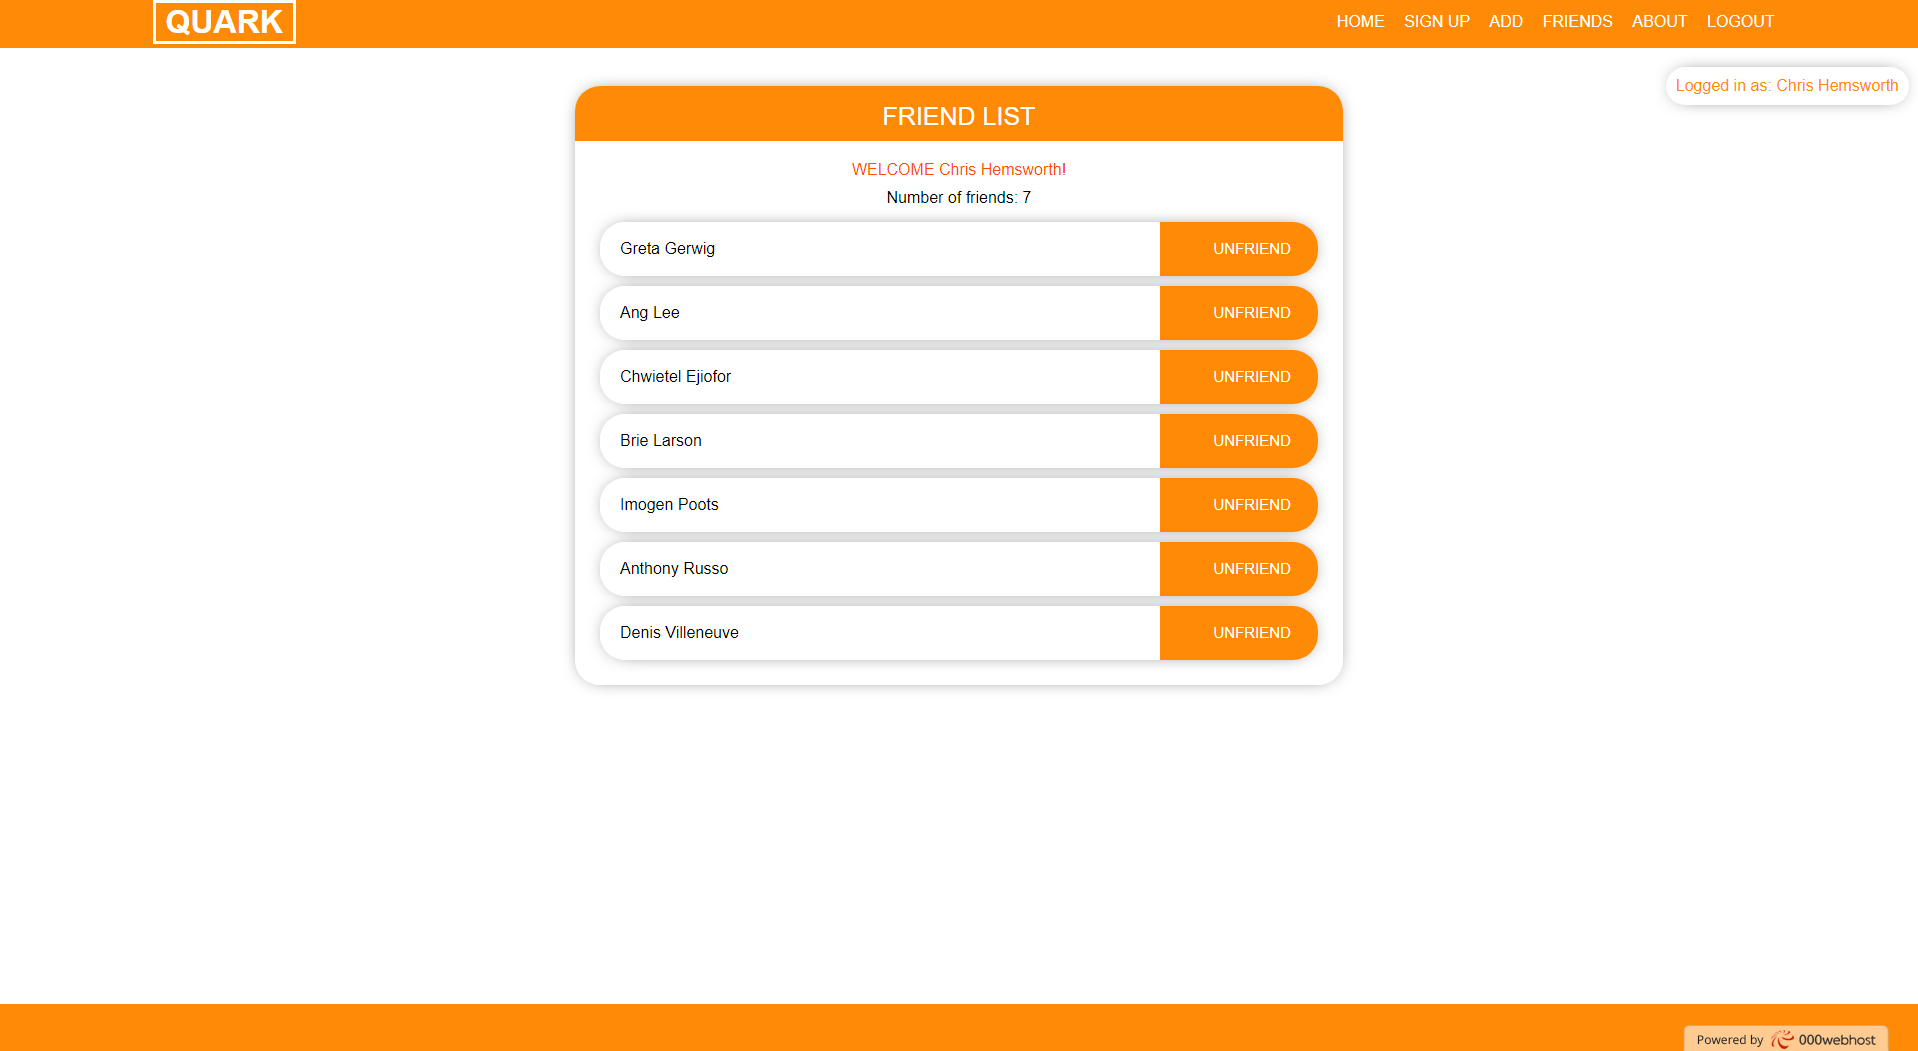 QUARK
HOME SIGN UP ADD FRIENDS ABOUT LOGOUT
Logged in as: Chris Hemsworth
FRIEND LIST
WELCOME Chris Hemsworth!
Number of friends: 7
Greta Gerwig UNFRIEND
Ang Lee UNFRIEND
Chwietel Ejiofor UNFRIEND
Brie Larson UNFRIEND
Imogen Poots UNFRIEND
Anthony Russo UNFRIEND
Denis Villeneuve UNFRIEND
Powered by 000webhost